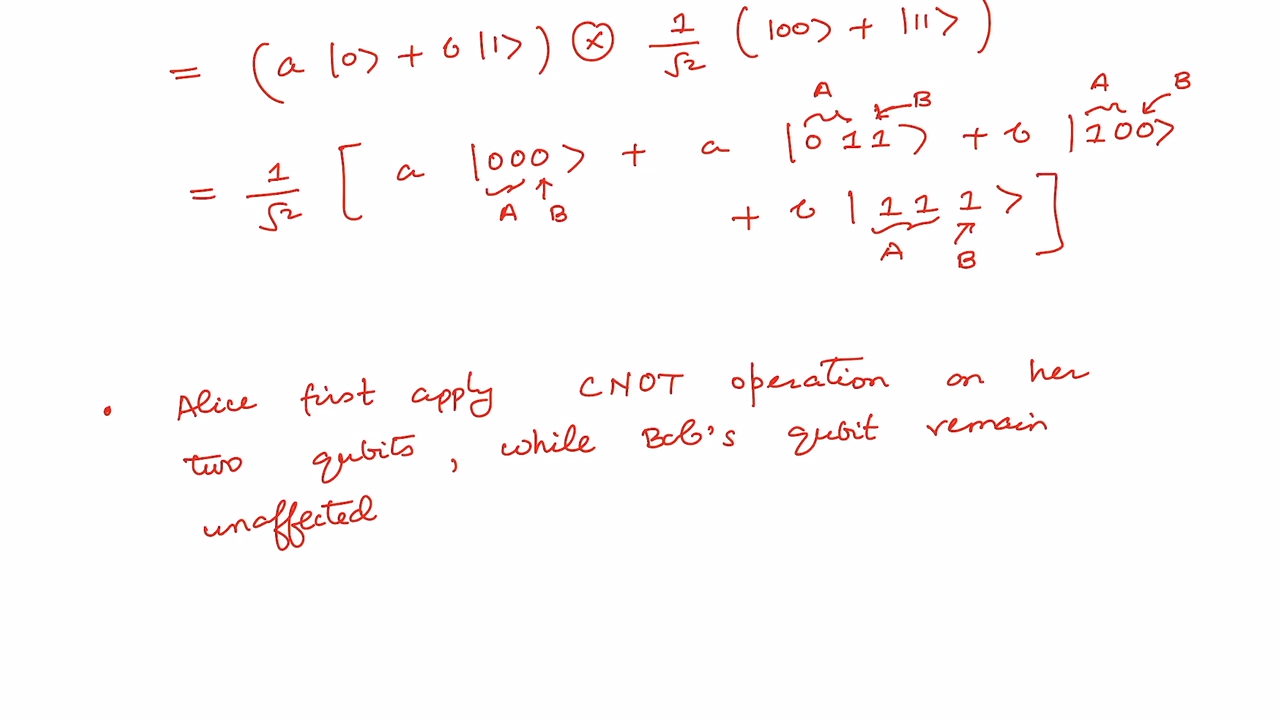 = (a |0> + b |1>) ⊗ 1/√2 (|00> + |11>)
A B A B
= 1/√2 [ a |000> + a |011> + b |100>
A B
+ b |111> ]
A B
• Alice first apply CNOT operation on her
two qubits, while Bob's qubit remain
unaffected